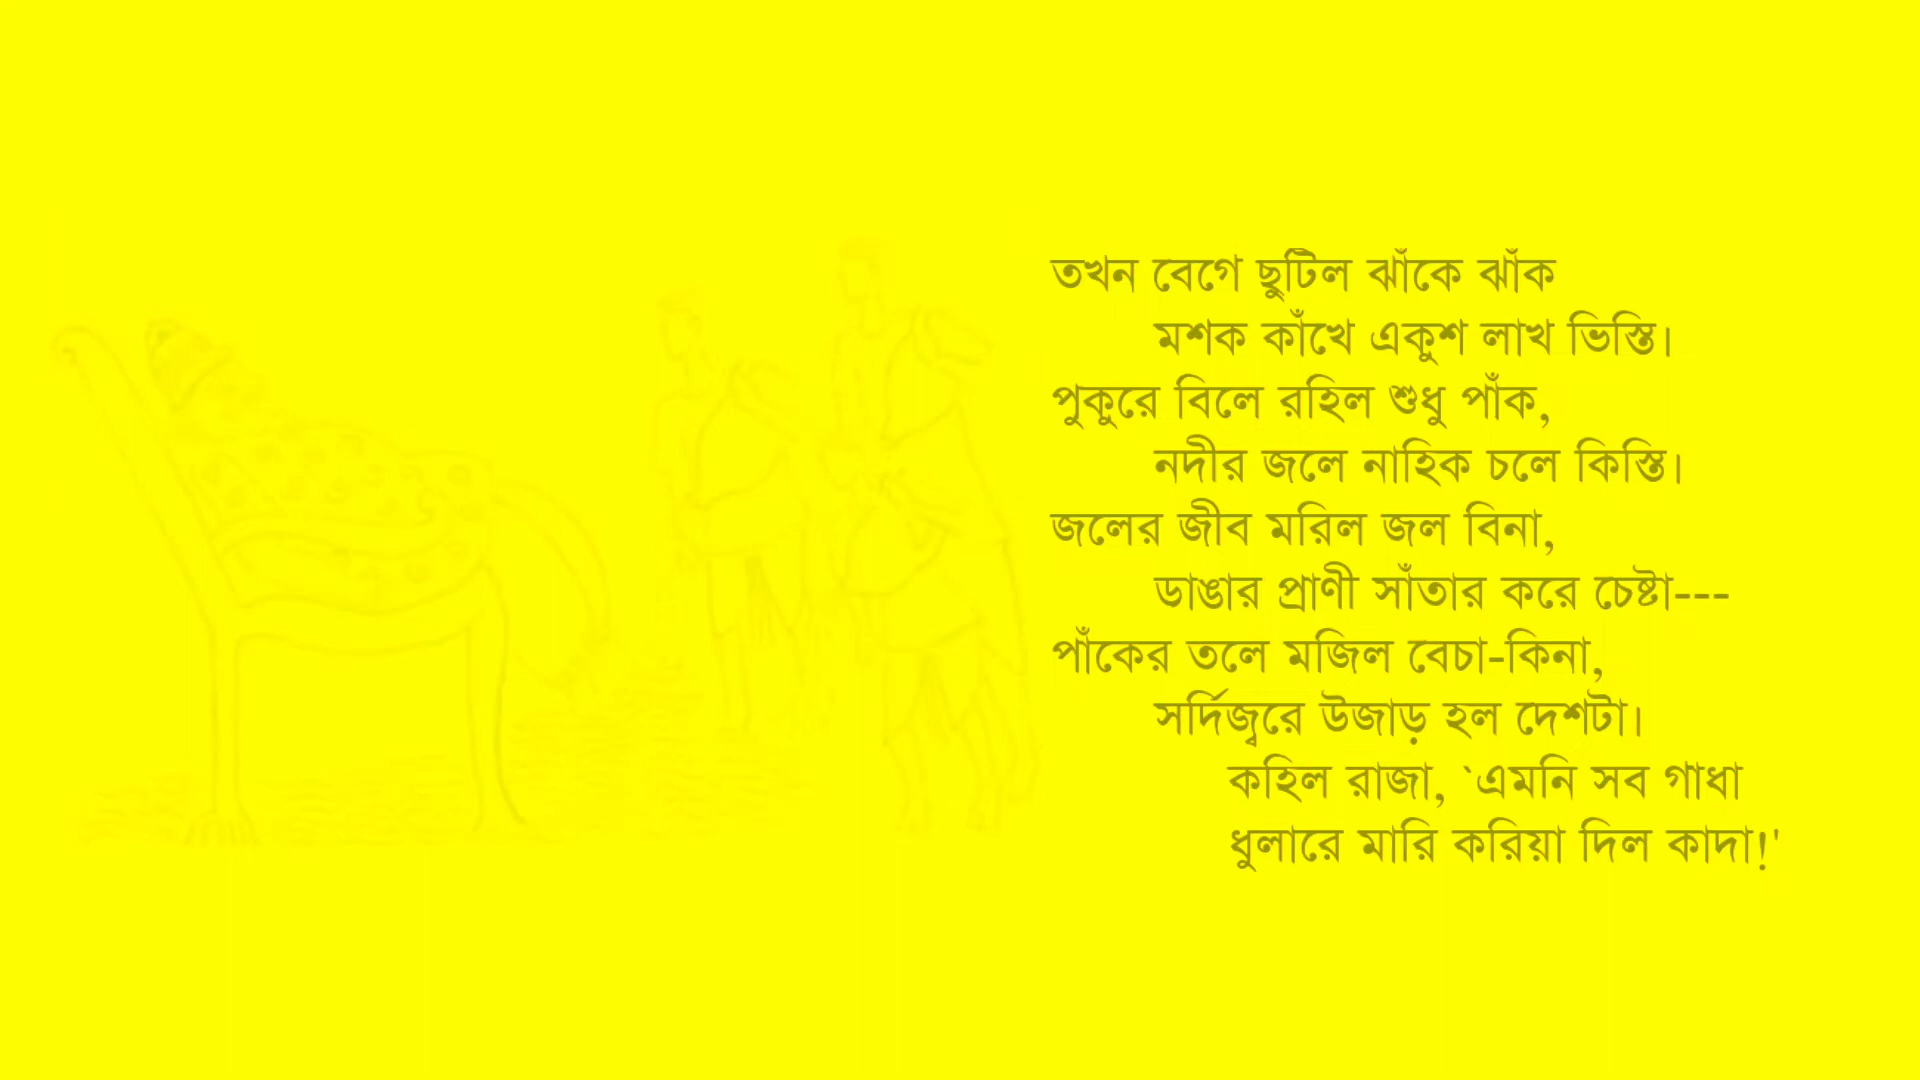 তখন বেগে ছুটিল ঝাঁকে ঝাঁক
মশক কাঁখে একুশ লাখ ভিস্তি।
পুকুরে বিলে রহিল শুধু পাঁক,
নদীর জলে নাহিক চলে কিস্তি।
জলের জীব মরিল জল বিনা,
ডাঙার প্রাণী সাঁতার করে চেষ্টা---
পাঁকের তলে মজিল বেচা-কিনা,
সর্দিজ্বরে উজাড় হল দেশটা।
কহিল রাজা, `এমনি সব গাধা
ধুলারে মারি করিয়া দিল কাদা!'